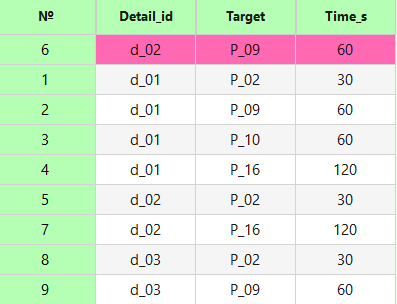 № Detail_id Target Time_s
6 d_02 P_09 60
1 d_01 P_02 30
2 d_01 P_09 60
3 d_01 P_10 60
4 d_01 P_16 120
5 d_02 P_02 30
7 d_02 P_16 120
8 d_03 P_02 30
9 d_03 P_09 60